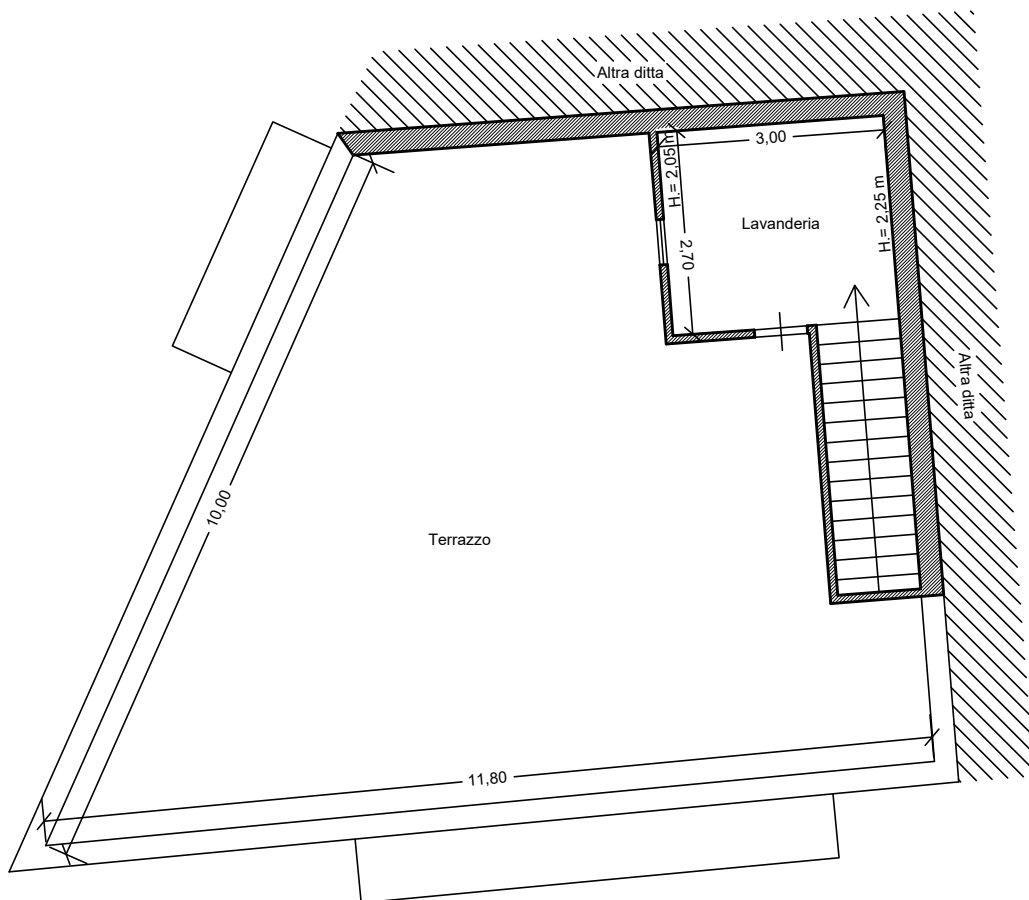 Altra ditta
3,00
H.= 2,05 m
H.= 2,25 m
Lavanderia
2,70
Altra ditta
10,00
Terrazzo
11,80